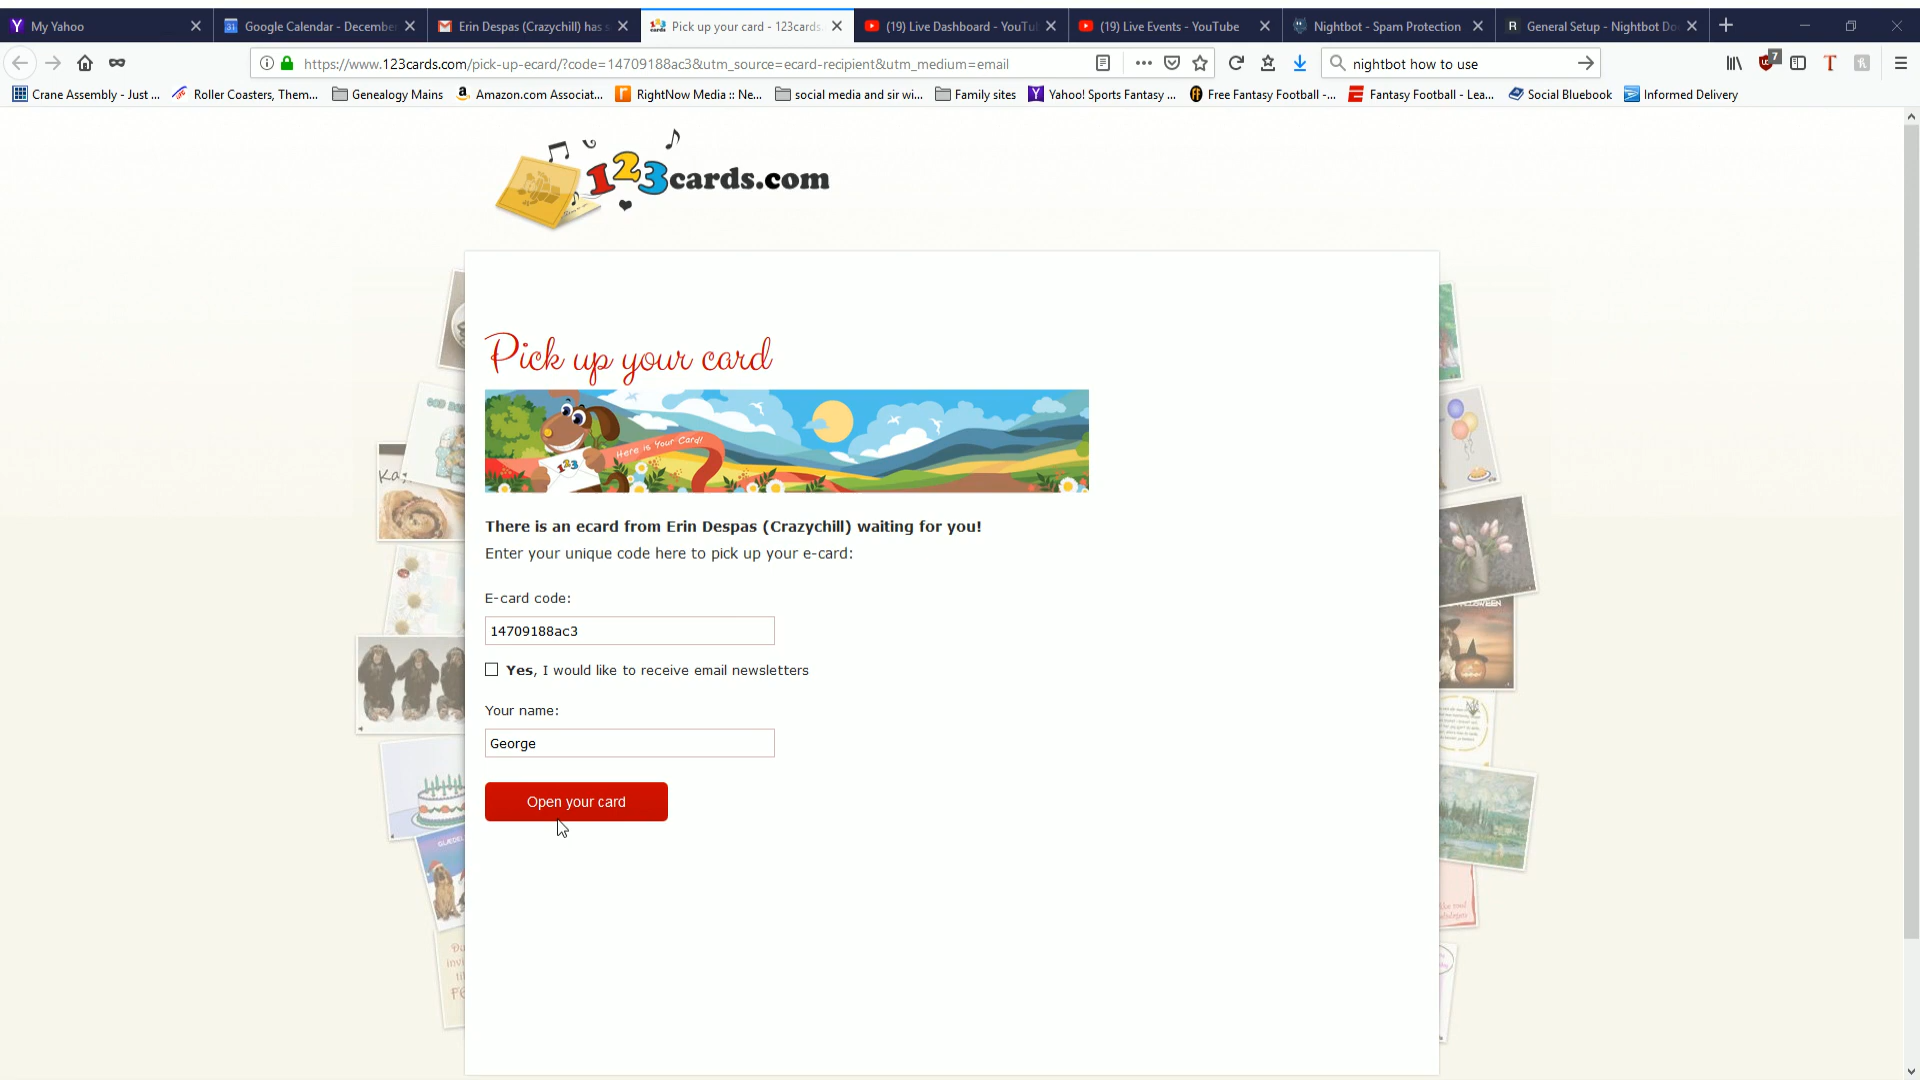 My Yahoo
Google Calendar - December
Erin Despas (Crazychill) has s
Pick up your card - 123cards.
(19) Live Dashboard - YouTu
(19) Live Events - YouTube
Nightbot - Spam Protection
General Setup - Nightbot Do
https://www.123cards.com/pick-up-ecard/?code=14709188ac3&utm_source=ecard-recipient&utm_medium=email
nightbot how to use
7
Crane Assembly - Just ...
Roller Coasters, Them...
Genealogy Mains
Amazon.com Associat...
RightNow Media :: Ne...
social media and sir wi...
Family sites
Yahoo! Sports Fantasy ...
Free Fantasy Football -...
Fantasy Football - Lea...
Social Bluebook
Informed Delivery
123cards.com
Pick up your card
Here is Your Card!
123
There is an ecard from Erin Despas (Crazychill) waiting for you!
Enter your unique code here to pick up your e-card:
E-card code:
14709188ac3
Yes, I would like to receive email newsletters
Your name:
George
Open your card